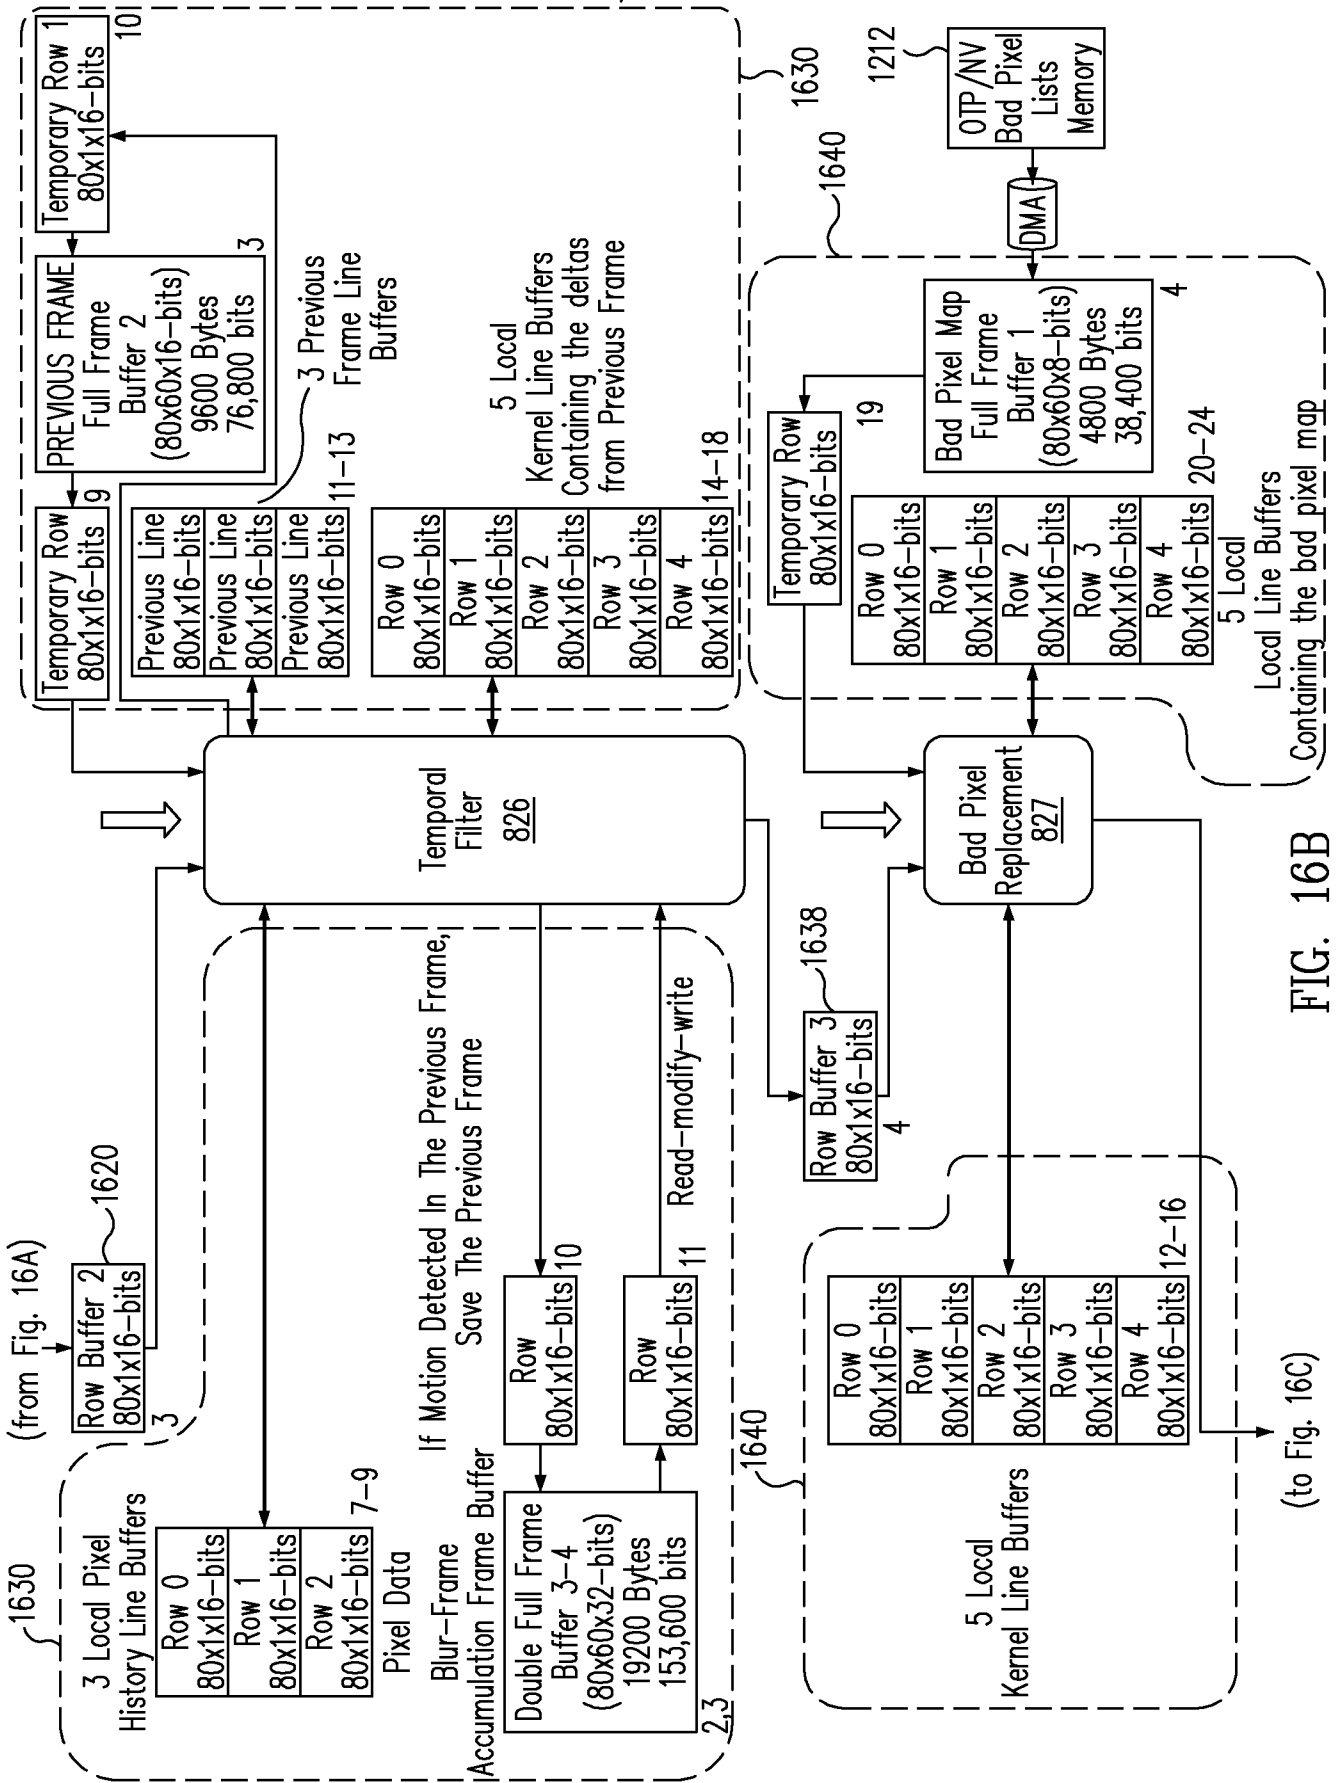 (from Fig. 16A)
Row Buffer 2
80x1x16-bits
3
1620
1630
3 Local Pixel
History Line Buffers
Row 0
80x1x16-bits
Row 1
80x1x16-bits
Row 2
80x1x16-bits
7-9
Pixel Data
Blur-Frame
Accumulation Frame Buffer
Double Full Frame
Buffer 3-4
(80x60x32-bits)
19200 Bytes
153,600 bits
2,3
If Motion Detected In The Previous Frame,
Save The Previous Frame
Row
80x1x16-bits
10
Row
80x1x16-bits
11
Read-modify-write
Temporal
Filter
826
Temporary Row
80x1x16-bits
9
PREVIOUS FRAME
Full Frame
Buffer 2
(80x60x16-bits)
9600 Bytes
76,800 bits
3
Temporary Row 1
80x1x16-bits
10
Previous Line
80x1x16-bits
Previous Line
80x1x16-bits
Previous Line
80x1x16-bits
11-13
3 Previous
Frame Line
Buffers
Row 0
80x1x16-bits
Row 1
80x1x16-bits
Row 2
80x1x16-bits
Row 3
80x1x16-bits
Row 4
80x1x16-bits
14-18
5 Local
Kernel Line Buffers
Containing the deltas
from Previous Frame
1630
Row Buffer 3
80x1x16-bits
4
1638
1640
5 Local
Kernel Line Buffers
Row 0
80x1x16-bits
Row 1
80x1x16-bits
Row 2
80x1x16-bits
Row 3
80x1x16-bits
Row 4
80x1x16-bits
12-16
Bad Pixel
Replacement
827
Temporary Row
80x1x16-bits
19
Row 0
80x1x16-bits
Row 1
80x1x16-bits
Row 2
80x1x16-bits
Row 3
80x1x16-bits
Row 4
80x1x16-bits
20-24
5 Local
Local Line Buffers
Containing the bad pixel map
Bad Pixel Map
Full Frame
Buffer 1
(80x60x8-bits)
4800 Bytes
38,400 bits
4
1640
DMA
OTP/NV
Bad Pixel
Lists
Memory
1212
(to Fig. 16C)
FIG. 16B